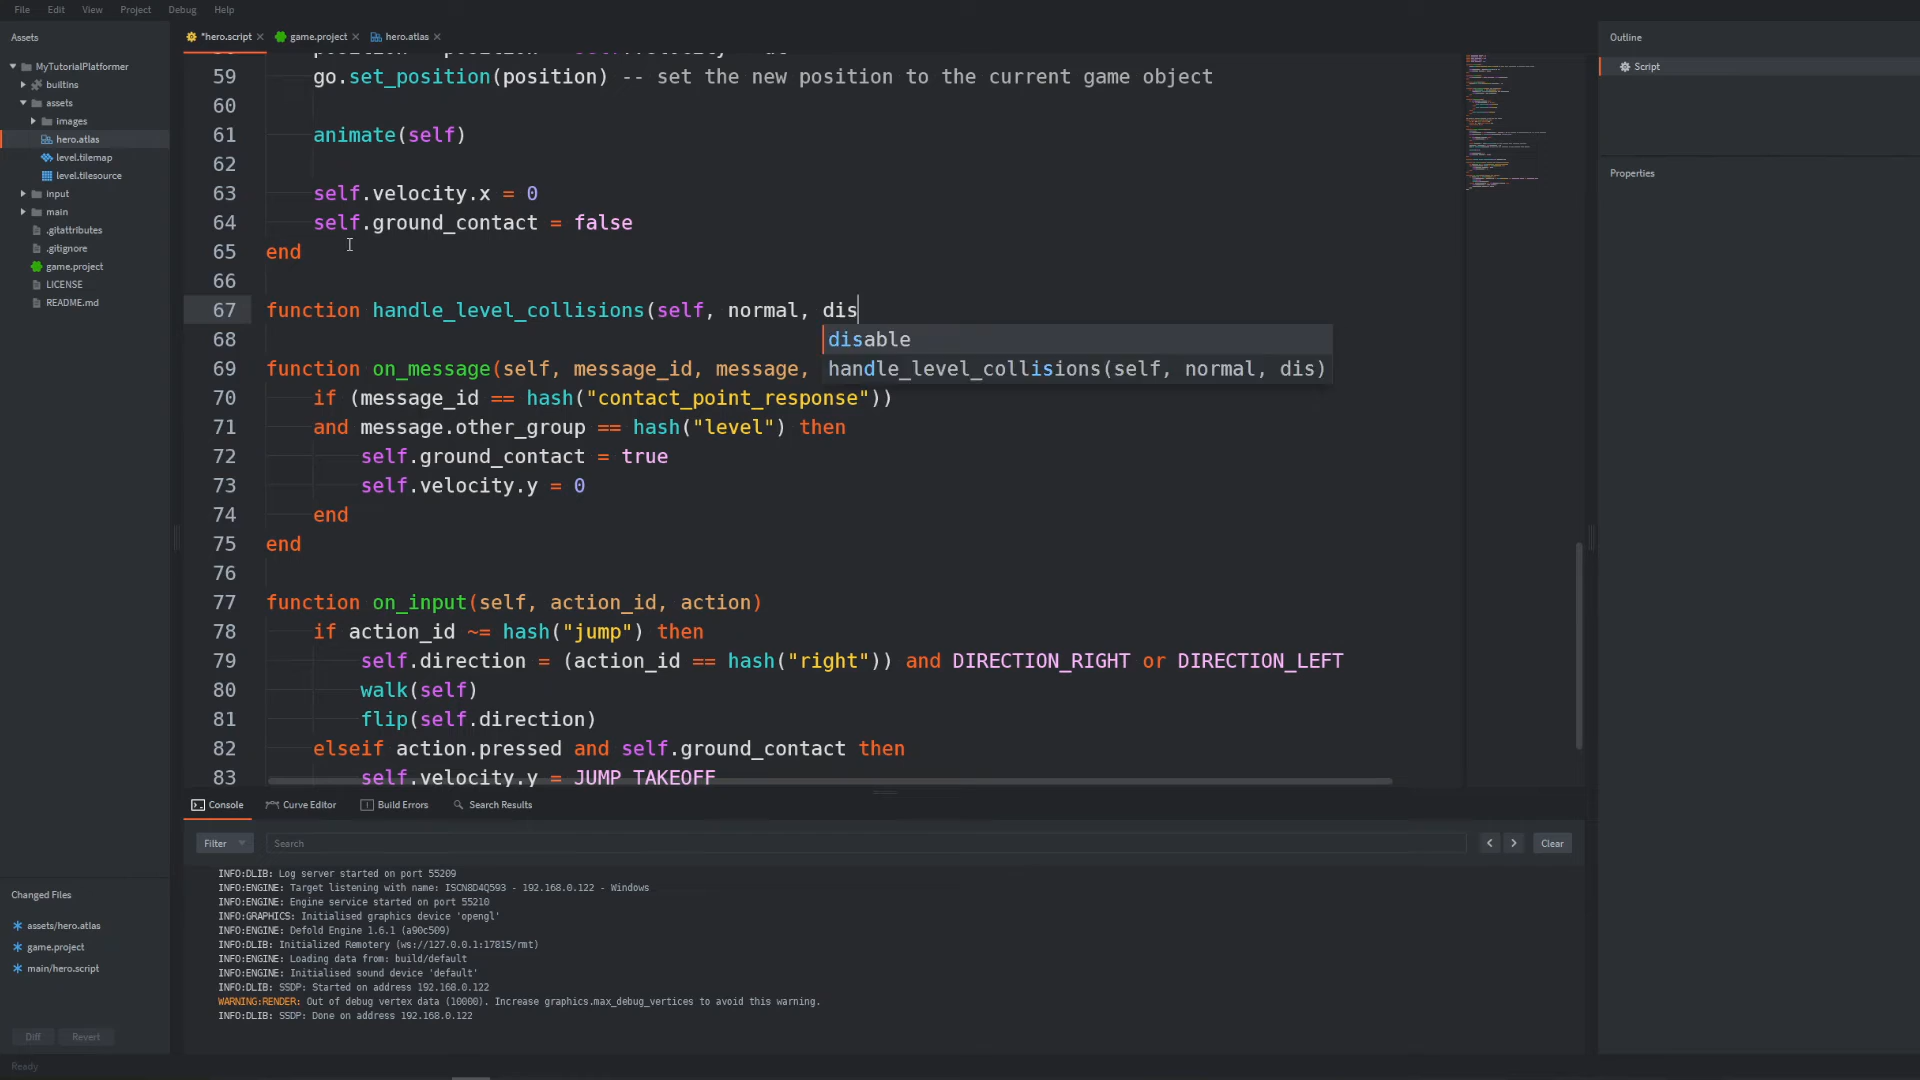 File Edit View Project Debug Help
Assets
MyTutorialPlatformer
builtins
assets
images
hero.atlas
level.tilemap
level.tilesource
input
main
.gitattributes
.gitignore
game.project
LICENSE
README.md
*hero.script game.project hero.atlas
59 go.set_position(position) -- set the new position to the current game object
60
61 animate(self)
62
63 self.velocity.x = 0
64 self.ground_contact = false
65 end
66
67 function handle_level_collisions(self, normal, dis
disable
handle_level_collisions(self, normal, dis)
68
69 function on_message(self, message_id, message,
70 if (message_id == hash("contact_point_response"))
71 and message.other_group == hash("level") then
72 self.ground_contact = true
73 self.velocity.y = 0
74 end
75 end
76
77 function on_input(self, action_id, action)
78 if action_id ~= hash("jump") then
79 self.direction = (action_id == hash("right")) and DIRECTION_RIGHT or DIRECTION_LEFT
80 walk(self)
81 flip(self.direction)
82 elseif action.pressed and self.ground_contact then
83 self.velocity.y = JUMP_TAKEOFF
Outline
Script
Properties
Console Curve Editor Build Errors Search Results
Filter Search Clear
INFO:DLIB: Log server started on port 55209
INFO:ENGINE: Target listening with name: ISCN8D4Q593 - 192.168.0.122 - Windows
INFO:ENGINE: Engine service started on port 55210
INFO:GRAPHICS: Initialised graphics device 'opengl'
INFO:ENGINE: Defold Engine 1.6.1 (a90c509)
INFO:DLIB: Initialized Remotery (ws://127.0.0.1:17815/rmt)
INFO:ENGINE: Loading data from: build/default
INFO:ENGINE: Initialised sound device 'default'
INFO:DLIB: SSDP: Started on address 192.168.0.122
WARNING:RENDER: Out of debug vertex data (10000). Increase graphics.max_debug_vertices to avoid this warning.
INFO:DLIB: SSDP: Done on address 192.168.0.122
Changed Files
assets/hero.atlas
game.project
main/hero.script
Diff Revert
Ready